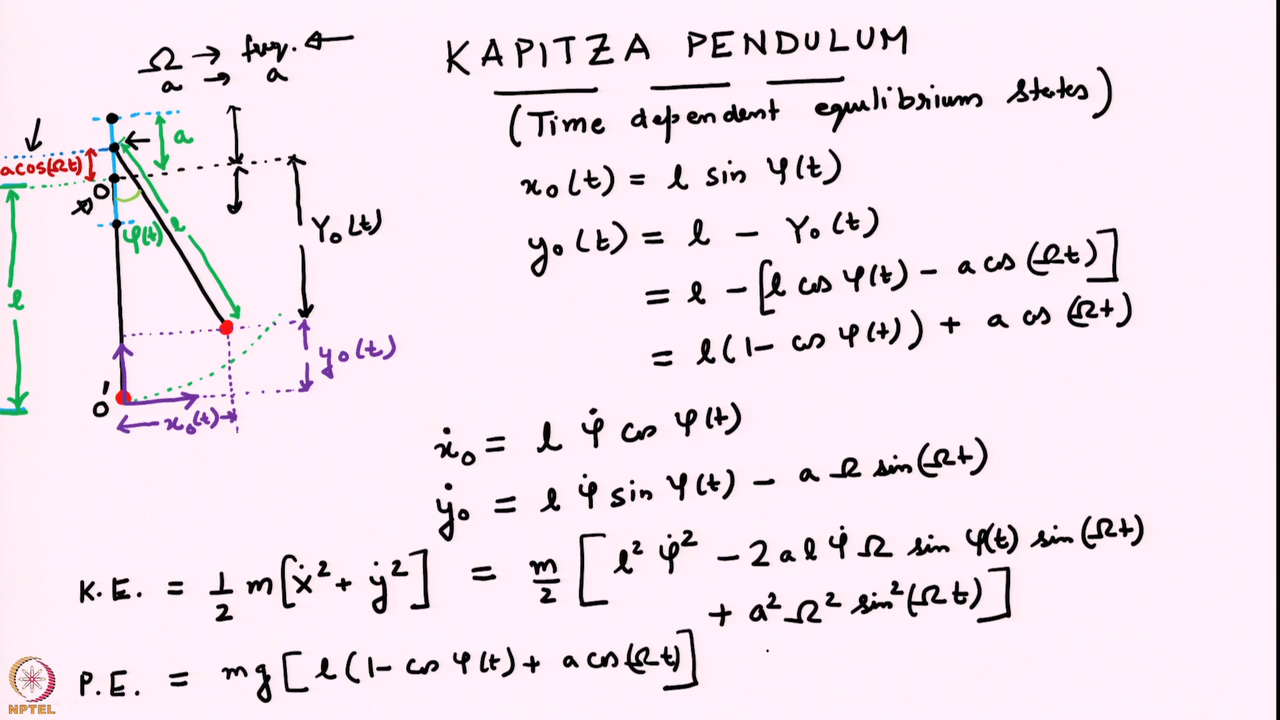 Ω → freq. ←
a → a
KAPITZA PENDULUM
(Time dependent equilibrium states)
a
a cos(Ωt)
O
φ(t)
l
l
Y₀(t)
y₀(t)
O'
x₀(t)
x₀(t) = l sin φ(t)
y₀(t) = l - Y₀(t)
= l - [l cos φ(t) - a cos (Ωt)]
= l(1 - cos φ(t)) + a cos (Ωt)
ẋ₀ = l φ̇ cos φ(t)
ẏ₀ = l φ̇ sin φ(t) - a Ω sin(Ωt)
K.E. = 1/2 m[ẋ² + ẏ²] = m/2 [l² φ̇² - 2 a l φ̇ Ω sin φ(t) sin(Ωt)
+ a² Ω² sin²(Ωt)]
P.E. = mg[l(1 - cos φ(t) + a cos(Ωt)]
NPTEL